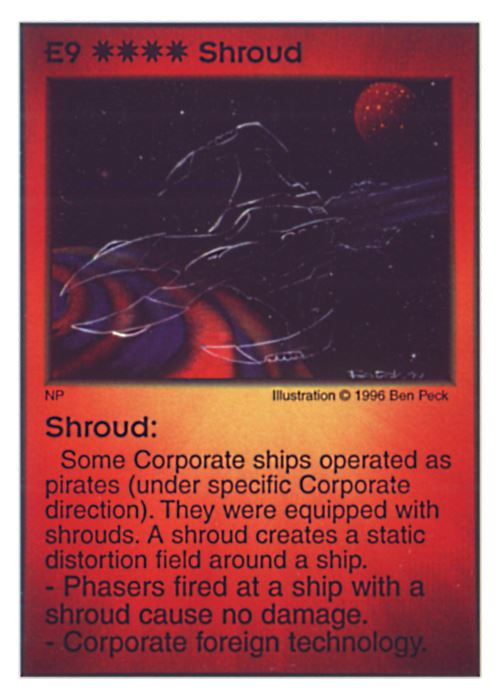 E9 ✷✷✷✷ Shroud
NP
Illustration © 1996 Ben Peck
Shroud:
Some Corporate ships operated as
pirates (under specific Corporate
direction). They were equipped with
shrouds. A shroud creates a static
distortion field around a ship.
- Phasers fired at a ship with a
shroud cause no damage.
- Corporate foreign technology.